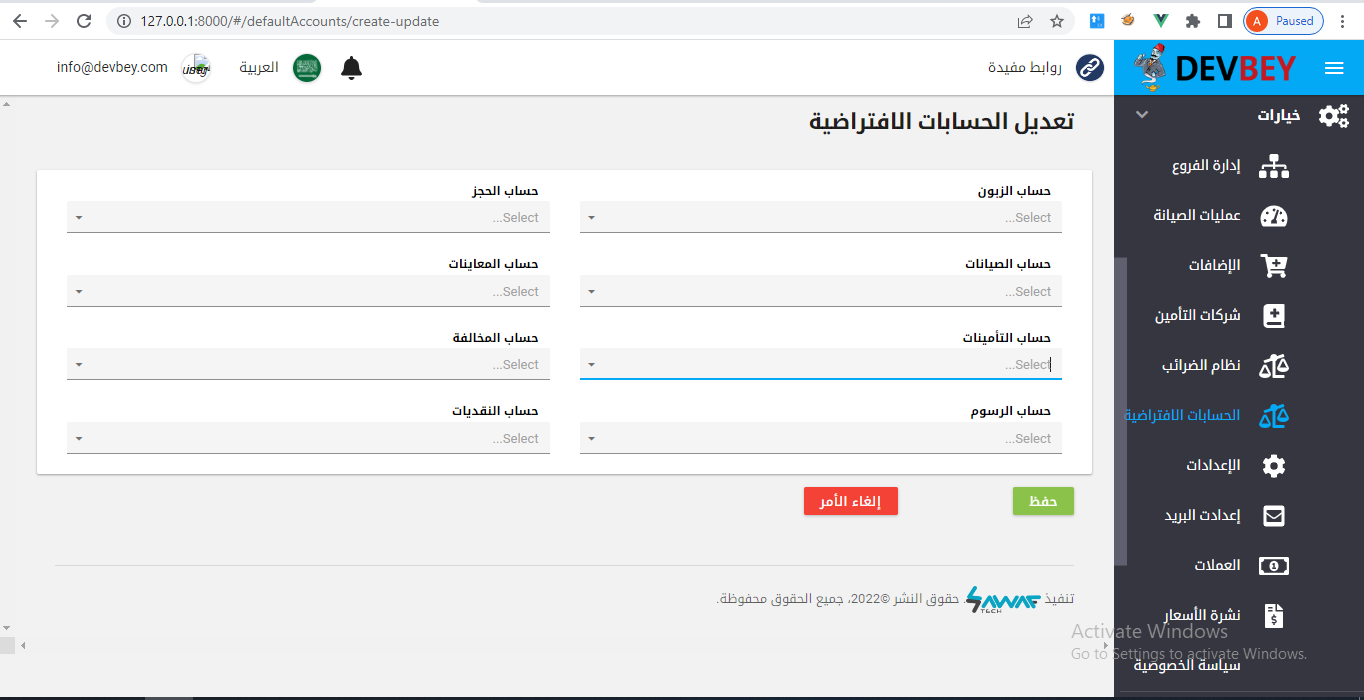 127.0.0.1:8000/#/defaultAccounts/create-update
A Paused
DEVBEY
روابط مفيدة
العربية
info@devbey.com
خيارات
إدارة الفروع
عمليات الصيانة
الإضافات
شركات التأمين
نظام الضرائب
الحسابات الافتراضية
الإعدادات
إعدادت البريد
العملات
نشرة الأسعار
سياسة الخصوصية
تعديل الحسابات الافتراضية
حساب الزبون
Select...
حساب الحجز
Select...
حساب الصيانات
Select...
حساب المعاينات
Select...
حساب التأمينات
Select...
حساب المخالفة
Select...
حساب الرسوم
Select...
حساب النقديات
Select...
حفظ
إلغاء الأمر
تنفيذ SAWAF TECH. حقوق النشر ©2022، جميع الحقوق محفوظة.
Activate Windows
Go to Settings to activate Windows.